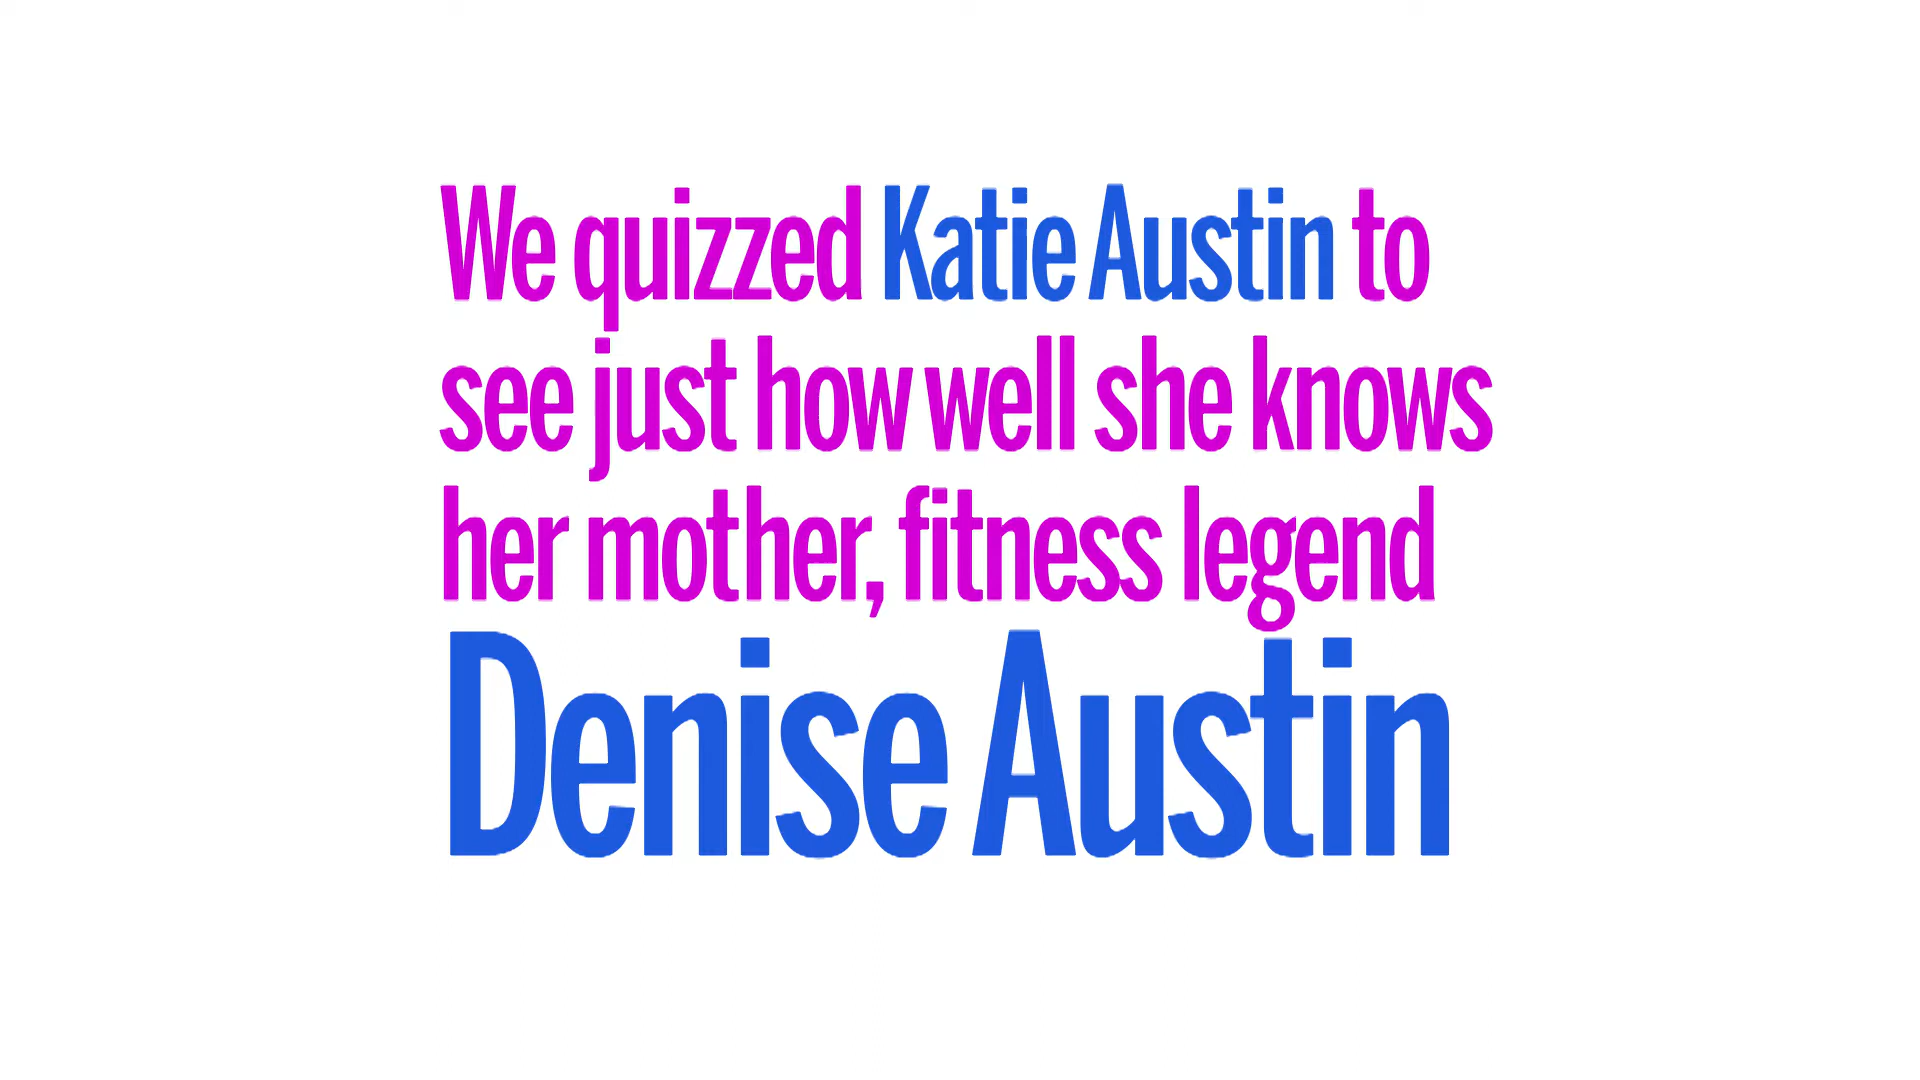 We quizzed Katie Austin to
see just how well she knows
her mother, fitness legend
Denise Austin